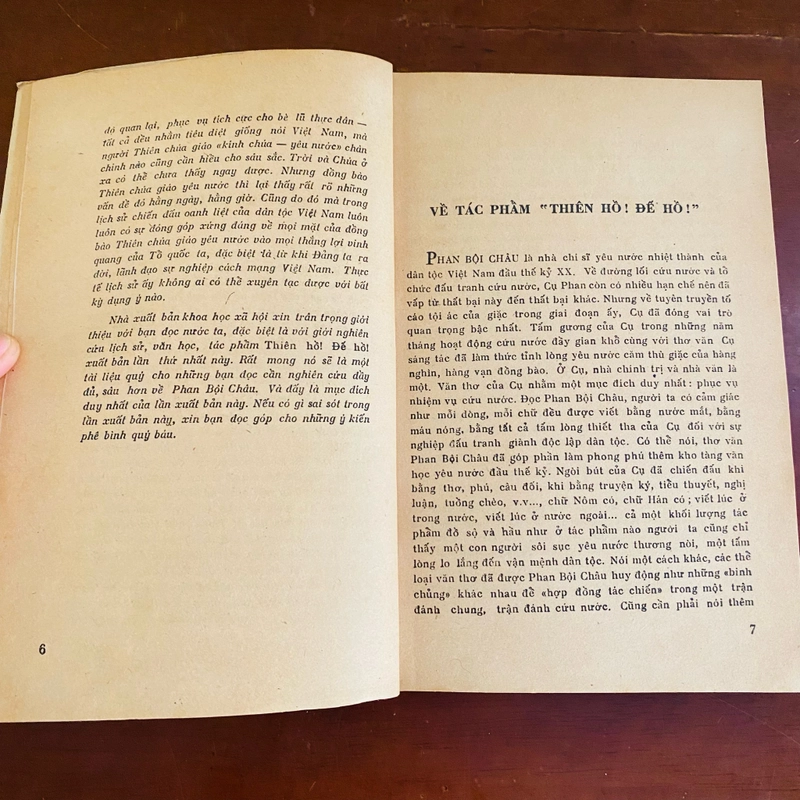 đó quan lại, phục vụ tích cực cho bè lũ thực dân —
tất cả đều nhằm tiêu diệt giống nòi Việt Nam, mà
người Thiên chúa giáo «kính chúa — yêu nước» chân
chính nào cũng căn hiểu cho sâu sắc. Trời và Chúa ở
xa có thể chưa thấy ngay được. Nhưng đồng bào
Thiên chúa giáo yêu nước thì lại thấy rất rõ những
vấn đề đó hằng ngày, hằng giờ. Cũng do đó mà trong
lịch sử chiến đấu oanh liệt của dân tộc Việt Nam luôn
luôn có sự đóng góp xứng đáng về mọi mặt của đồng
bào Thiên chúa giáo yêu nước vào mọi thắng lợi vinh
quang của Tổ quốc ta, đặc biệt là từ khi Đảng ta ra
đời, lãnh đạo sự nghiệp cách mạng Việt Nam. Thực
tế lịch sử ấy không ai có thể xuyên tạc được với bất
kỳ dụng ý nào.
Nhà xuất bản khoa học xã hội xin trân trọng giới
thiệu với bạn đọc nước ta, đặc biệt là với giới nghiên
cứu lịch sử, văn học, tác phẩm Thiên hồ! Đế hồ!
xuất bản lần thứ nhất này. Rất mong nó sẽ là một
tài liệu quý cho những bạn đọc cần nghiên cứu đầy
đủ, sâu hơn về Phan Bội Châu. Và đấy là mục đích
duy nhất của lần xuất bản này. Nếu có gì sai sót trong
lần xuất bản này, xin bạn đọc góp cho những ý kiến
phê bình quý báu.
6
VỀ TÁC PHẨM "THIÊN HỒ! ĐẾ HỒ!"
PHAN BỘI CHÂU là nhà chí sĩ yêu nước nhiệt thành của
dân tộc Việt Nam đầu thế kỷ XX. Về đường lối cứu nước và tổ
chức đấu tranh cứu nước, Cụ Phan còn có nhiều hạn chế nên đã
vấp từ thất bại này đến thất bại khác. Nhưng về tuyên truyền tố
cáo tội ác của giặc trong giai đoạn ấy, Cụ đã đóng vai trò
quan trọng bậc nhất. Tấm gương của Cụ trong những năm
tháng hoạt động cứu nước đầy gian khổ cùng với thơ văn Cụ
sáng tác đã làm thức tỉnh lòng yêu nước căm thù giặc của hàng
nghìn, hàng vạn đồng bào. Ở Cụ, nhà chính trị và nhà văn là
một. Văn thơ của Cụ nhằm một mục đích duy nhất: phục vụ
nhiệm vụ cứu nước. Đọc Phan Bội Châu, người ta có cảm giác
như mỗi dòng, mỗi chữ đều được viết bằng nước mắt, bằng
máu nóng, bằng tất cả tấm lòng thiết tha của Cụ đối với sự
nghiệp đấu tranh giành độc lập dân tộc. Có thể nói, thơ văn
Phan Bội Châu đã góp phần làm phong phú thêm kho tàng văn
học yêu nước đầu thế kỷ. Ngòi bút của Cụ đã chiến đấu khi
bằng thơ, phú, câu đối, khi bằng truyện ký, tiểu thuyết, nghị
luận, tuồng chèo, v.v..., chữ Nôm có, chữ Hán có; viết lúc ở
trong nước, viết lúc ở nước ngoài... cả một khối lượng tác
phẩm đồ sộ và hầu như ở tác phẩm nào người ta cũng chỉ
thấy một con người sôi sục yêu nước thương nòi, một tấm
lòng lo lắng đến vận mệnh dân tộc. Nói một cách khác, các thể
loại văn thơ đã được Phan Bội Châu huy động như những «binh
chủng» khác nhau để «hợp đồng tác chiến» trong một trận
đánh chung, trận đánh cứu nước. Cũng cần phải nói thêm
7